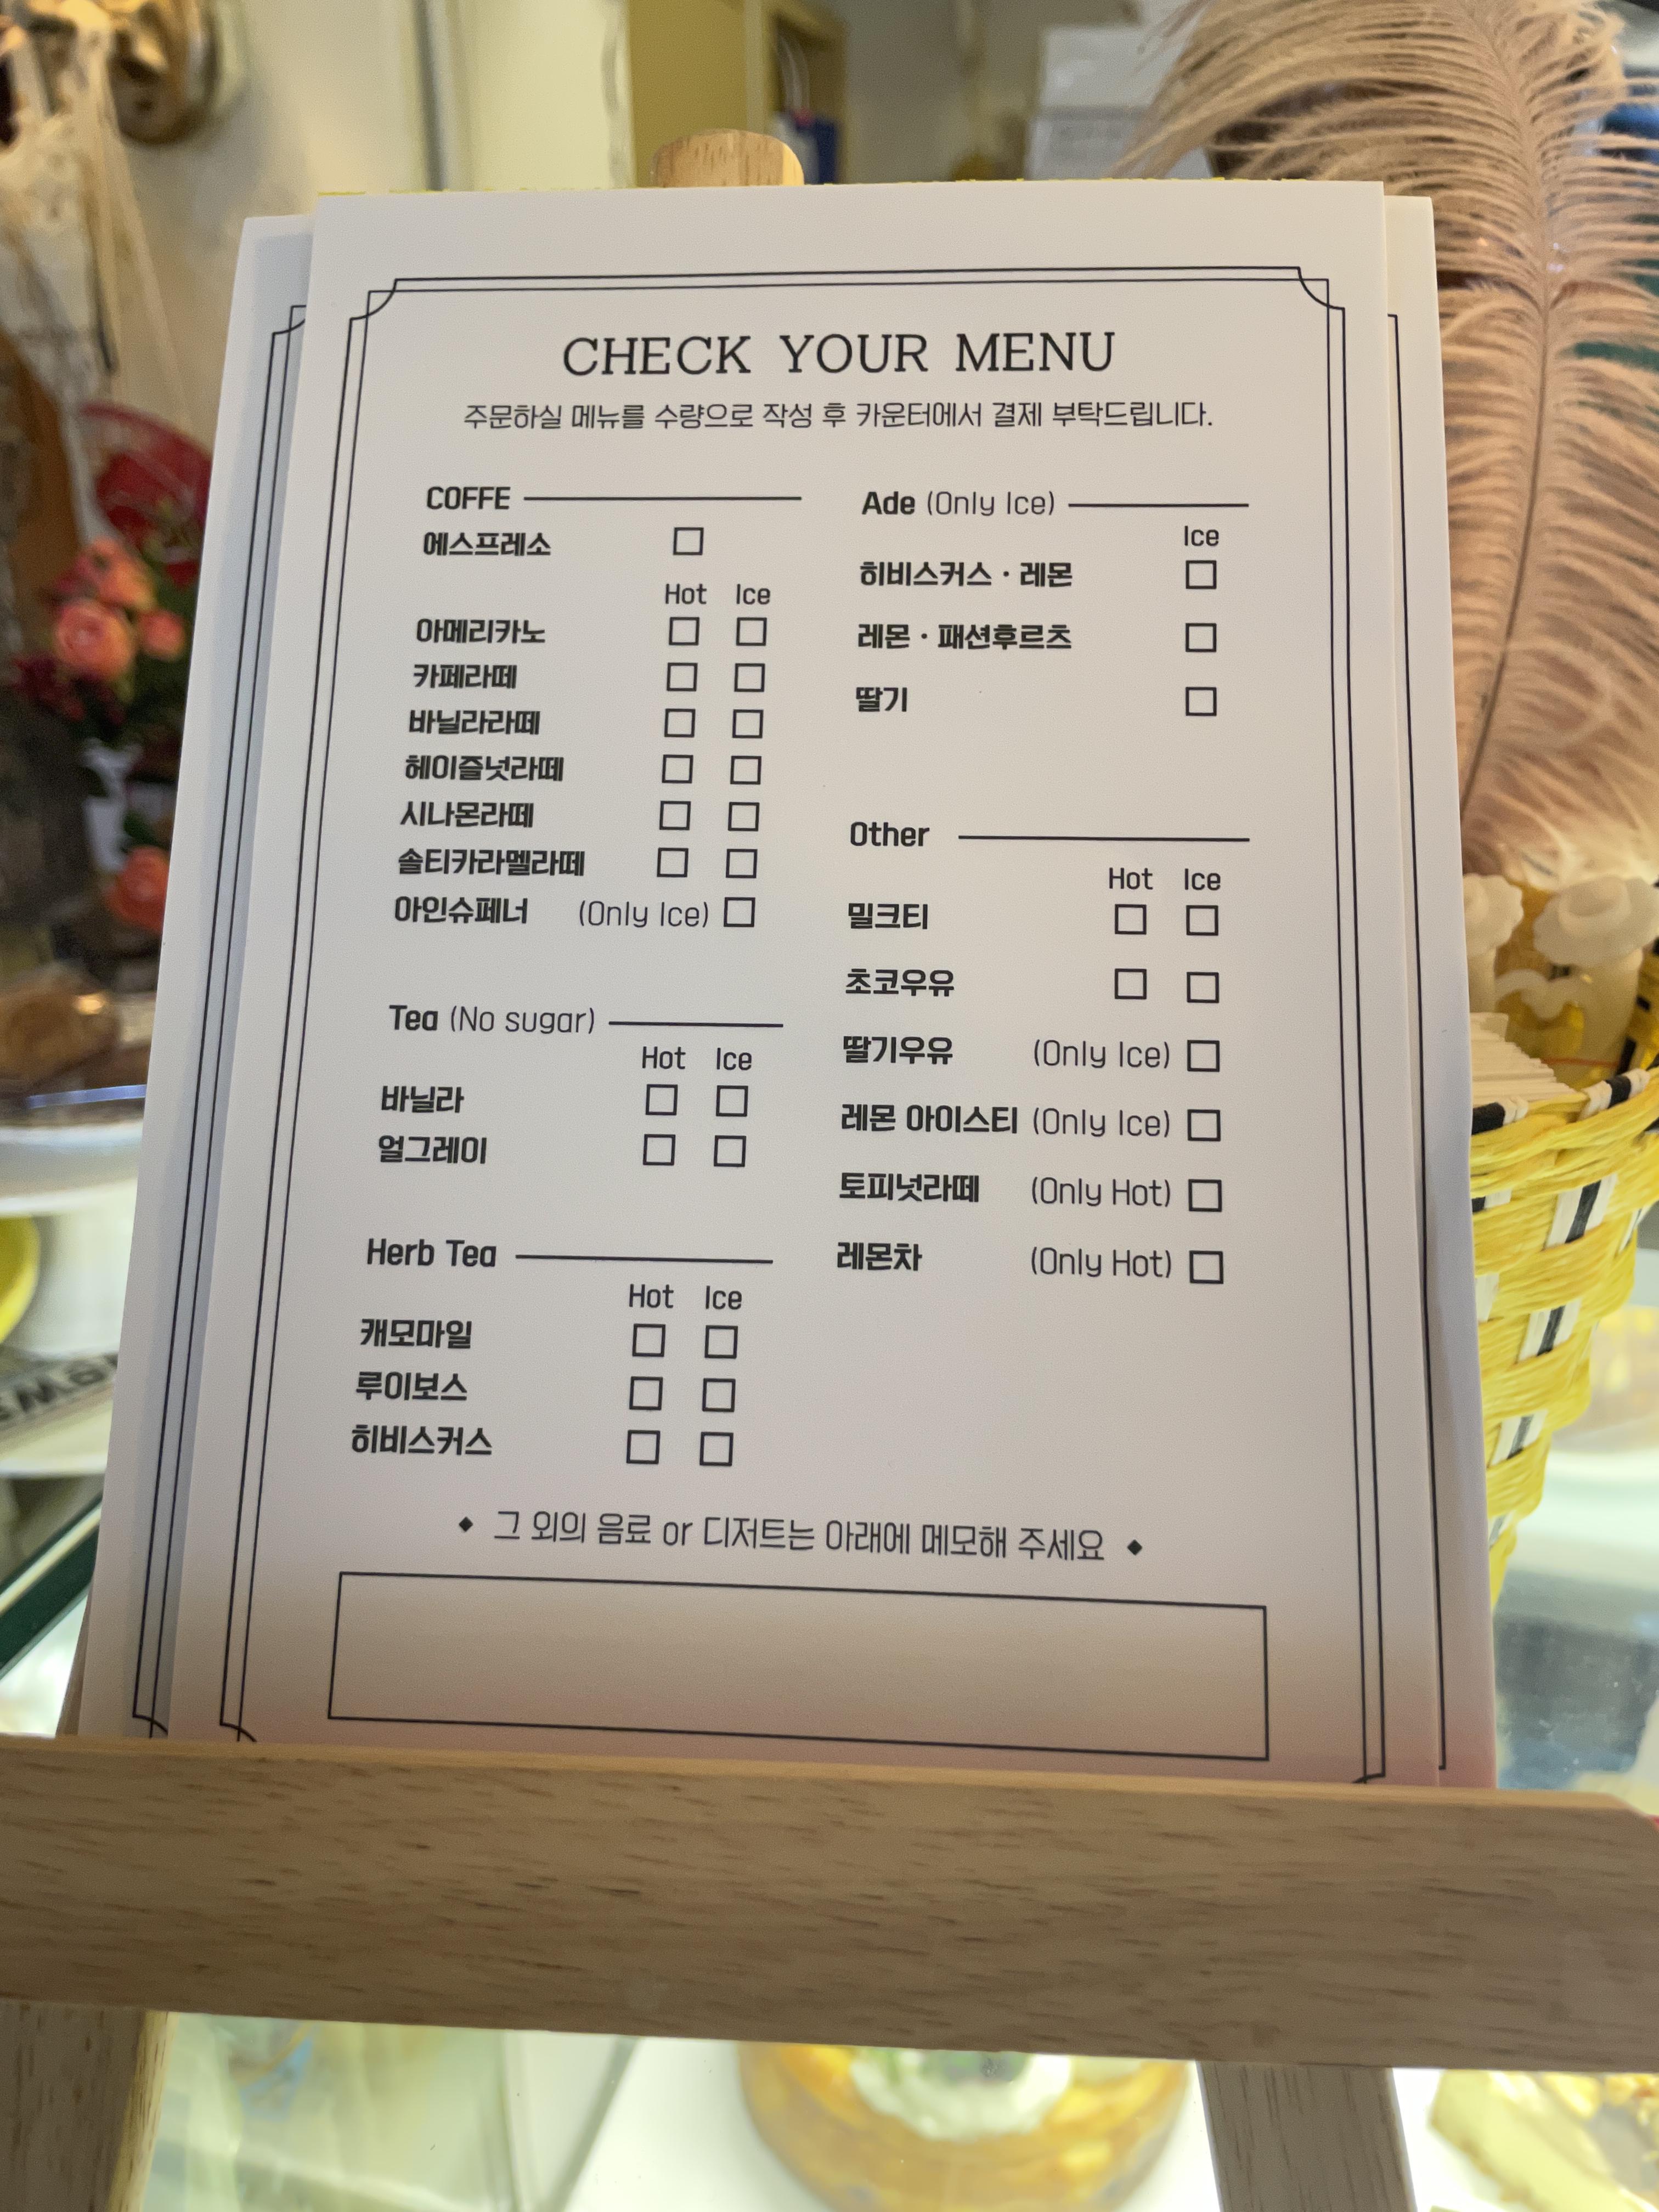 CHECK YOUR MENU
주문하실 메뉴를 수량으로 작성 후 카운터에서 결제 부탁드립니다.
COFFE
에스프레소 ☐
Hot Ice
아메리카노 ☐ ☐
카페라떼 ☐ ☐
바닐라라떼 ☐ ☐
헤이즐넛라떼 ☐ ☐
시나몬라떼 ☐ ☐
솔티카라멜라떼 ☐ ☐
아인슈페너 (Only Ice) ☐
Tea (No sugar)
Hot Ice
바닐라 ☐ ☐
얼그레이 ☐ ☐
Herb Tea
Hot Ice
캐모마일 ☐ ☐
루이보스 ☐ ☐
히비스커스 ☐ ☐
Ade (Only Ice)
Ice
히비스커스 · 레몬 ☐
레몬 · 패션후르츠 ☐
딸기 ☐
Other
Hot Ice
밀크티 ☐ ☐
초코우유 ☐ ☐
딸기우유 (Only Ice) ☐
레몬 아이스티 (Only Ice) ☐
토피넛라떼 (Only Hot) ☐
레몬차 (Only Hot) ☐
◆ 그 외의 음료 or 디저트는 아래에 메모해 주세요 ◆